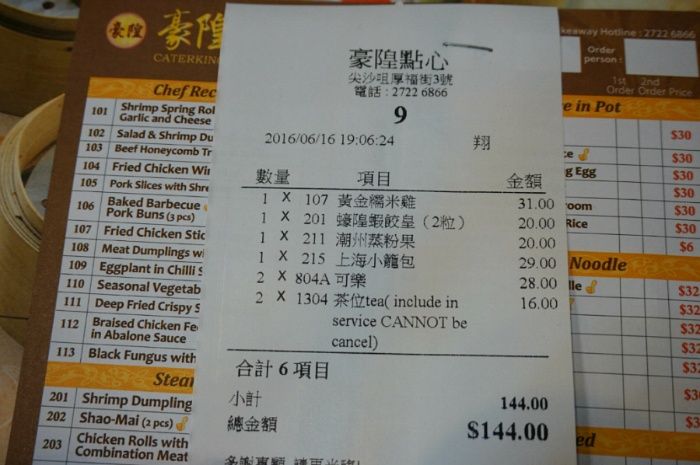 豪隍
豪隍
CATERKING
Takeaway Hotline : 2722 6866
Order
person :
1st 2nd
Order Order Price
Chef Rec
101 Shrimp Spring Rol
Garlic and Cheese
102 Salad & Shrimp Du
103 Beef Honeycomb Tr
104 Fried Chicken Win
105 Pork Slices with Shre
106 Baked Barbecue
Pork Buns (3 pcs)
107 Fried Chicken Stic
108 Meat Dumplings wi
109 Eggplant in Chilli S
110 Seasonal Vegetab
111 Deep Fried Crispy S
112 Braised Chicken Fe
in Abalone Sauce
113 Black Fungus with
Stea
201 Shrimp Dumpling
202 Shao-Mai (2 pcs)
203 Chicken Rolls with
Combination Meat
豪隍點心
尖沙咀厚福街3號
電話 : 2722 6866
9
2016/06/16 19:06:24 翔
數量 項目 金額
1 X 107 黃金糯米雞 31.00
1 X 201 蠔隍蝦餃皇（2粒） 20.00
1 X 211 潮州蒸粉果 20.00
1 X 215 上海小籠包 29.00
2 X 804A 可樂 28.00
2 X 1304 茶位tea( include in 16.00
service CANNOT be
cancel)
合計 6 項目
小計 144.00
總金額 $144.00
多謝惠顧
e in Pot
$30
ce $30
g Egg $30
$30
room $30
Rice $30
$6
Noodle
le $32
$32
$32
$32
ed